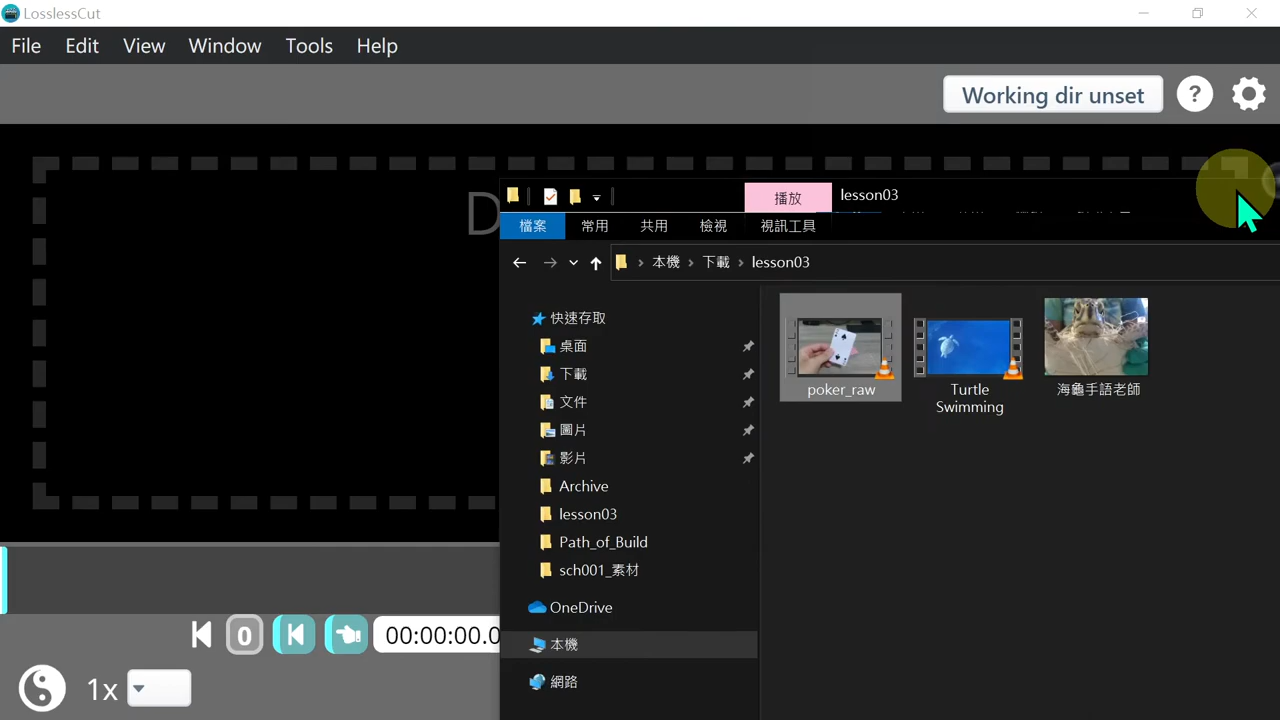 LosslessCut
File Edit View Window Tools Help
Working dir unset ?
D
播放 lesson03
檔案 常用 共用 檢視 視訊工具
本機 下載 lesson03
快速存取
桌面
下載
文件
圖片
影片
Archive
lesson03
Path_of_Build
sch001_素材
OneDrive
本機
網路
poker_raw
Turtle
Swimming
海龜手語老師
0 00:00:00.0
1x